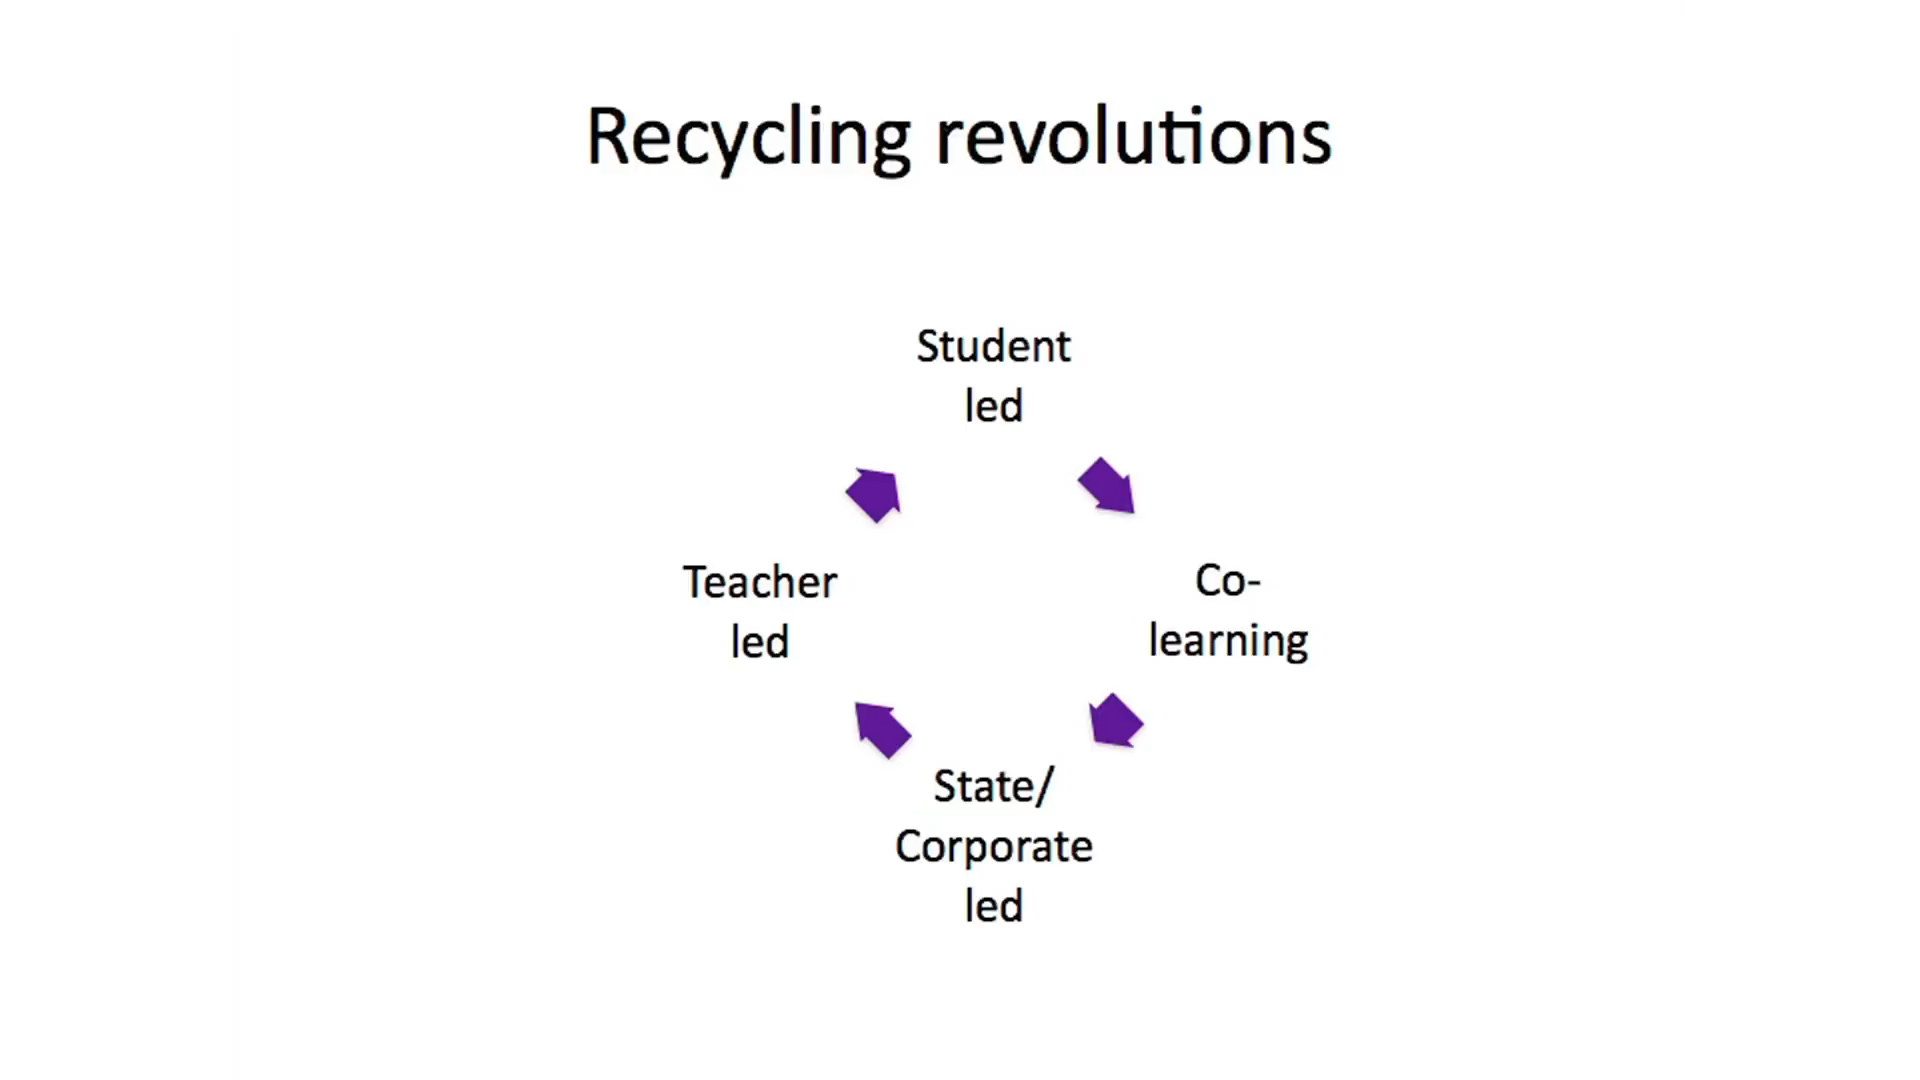 Recycling revolutions
Student
led
Co-
learning
State/
Corporate
led
Teacher
led